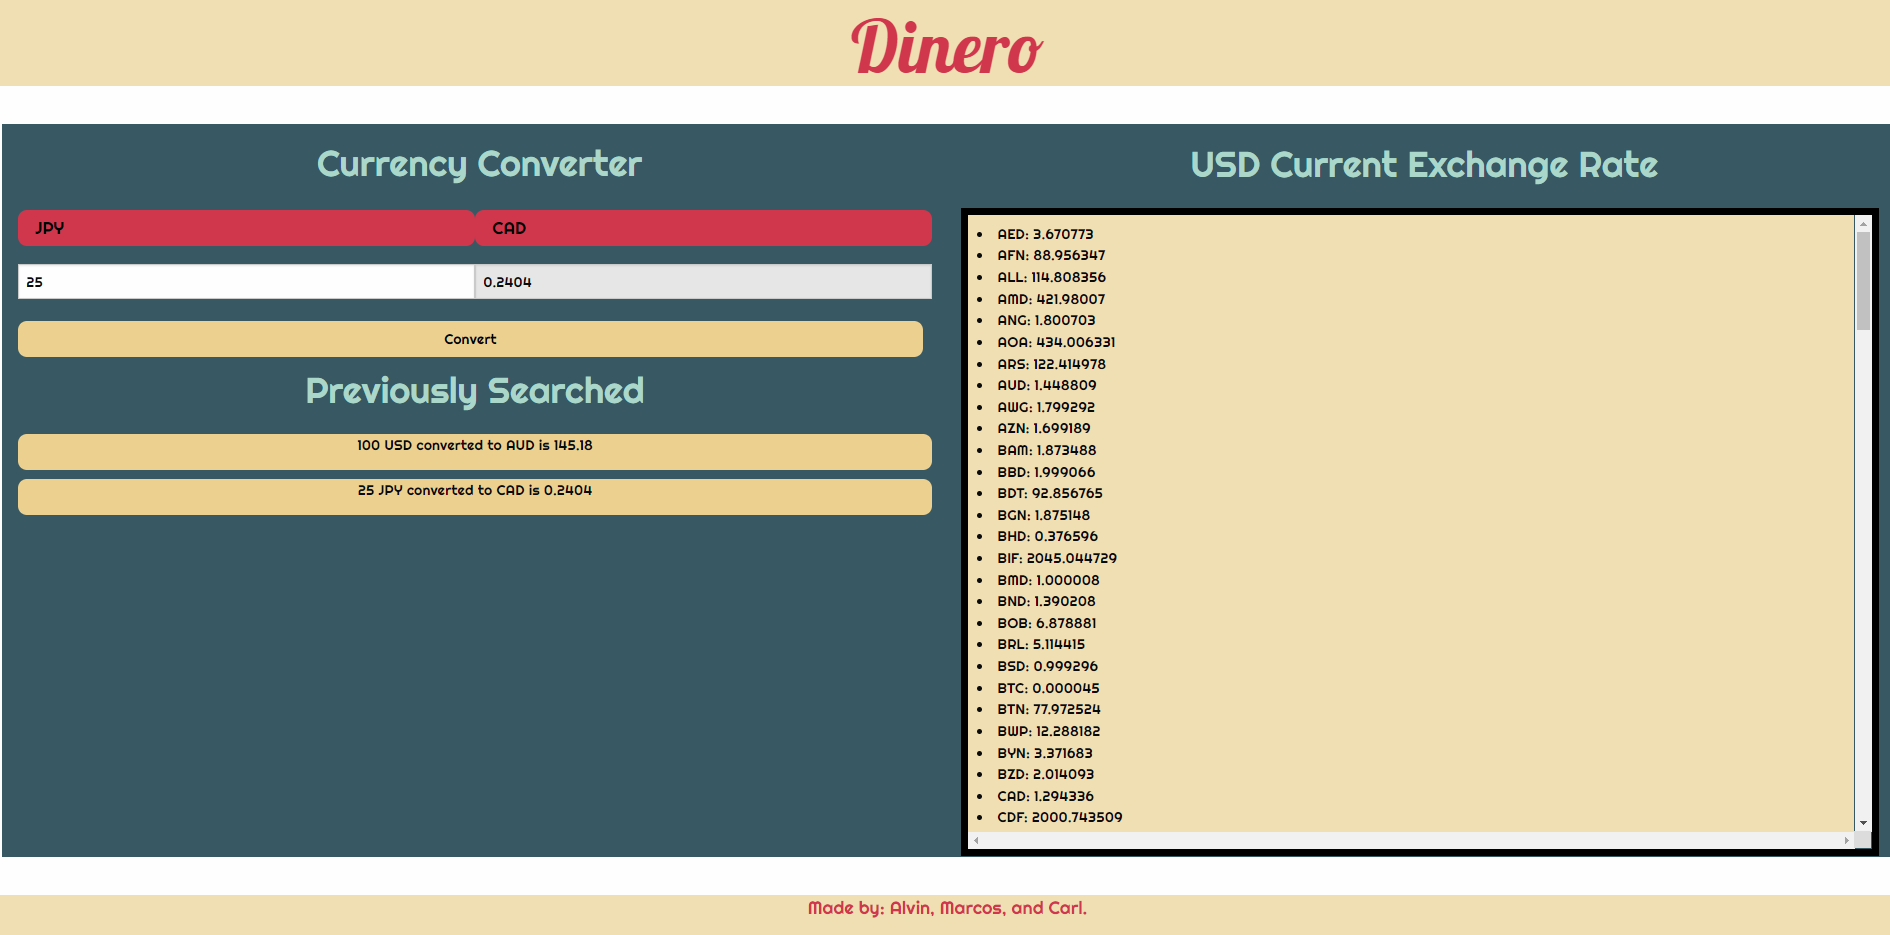 Dinero
Currency Converter
JPY
CAD
25
0.2404
Convert
Previously Searched
100 USD converted to AUD is 145.18
25 JPY converted to CAD is 0.2404
USD Current Exchange Rate
AED: 3.670773
AFN: 88.956347
ALL: 114.808356
AMD: 421.98007
ANG: 1.800703
AOA: 434.006331
ARS: 122.414978
AUD: 1.448809
AWG: 1.799292
AZN: 1.699189
BAM: 1.873488
BBD: 1.999066
BDT: 92.856765
BGN: 1.875148
BHD: 0.376596
BIF: 2045.044729
BMD: 1.000008
BND: 1.390208
BOB: 6.878881
BRL: 5.114415
BSD: 0.999296
BTC: 0.000045
BTN: 77.972524
BWP: 12.288182
BYN: 3.371683
BZD: 2.014093
CAD: 1.294336
CDF: 2000.743509
Made by: Alvin, Marcos, and Carl.